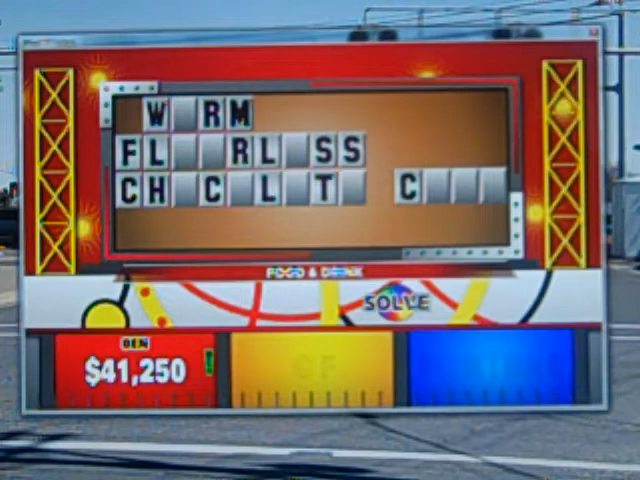 W RM
FL RL SS
CH C L T C
FOOD & DRINK
SOLVE
BEN
$41,250